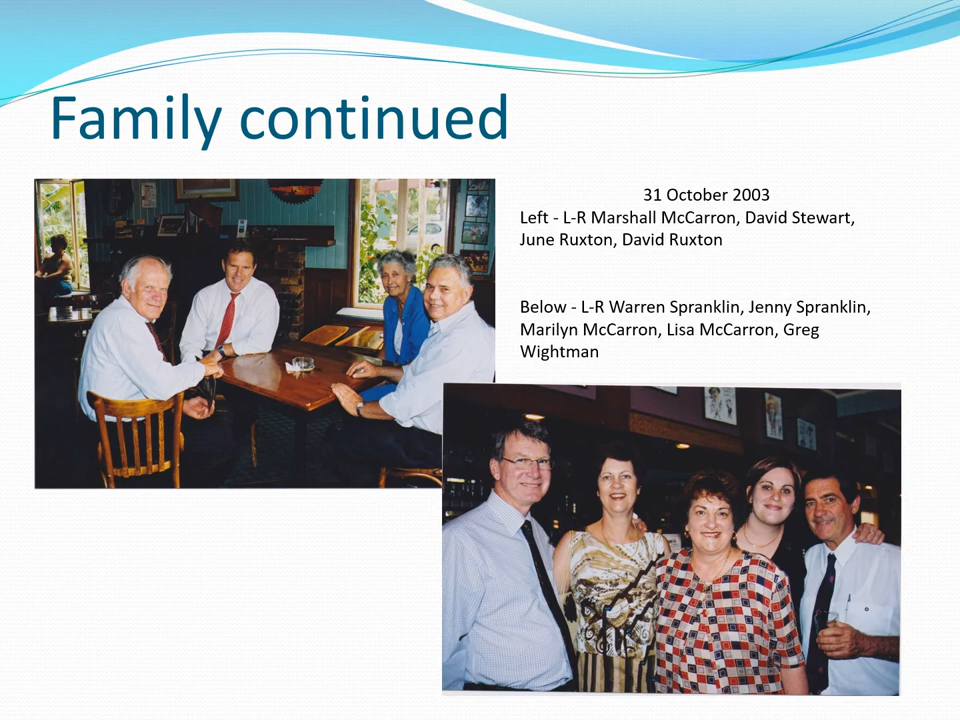 Family continued
31 October 2003
Left - L-R Marshall McCarron, David Stewart,
June Ruxton, David Ruxton
Below - L-R Warren Spranklin, Jenny Spranklin,
Marilyn McCarron, Lisa McCarron, Greg
Wightman